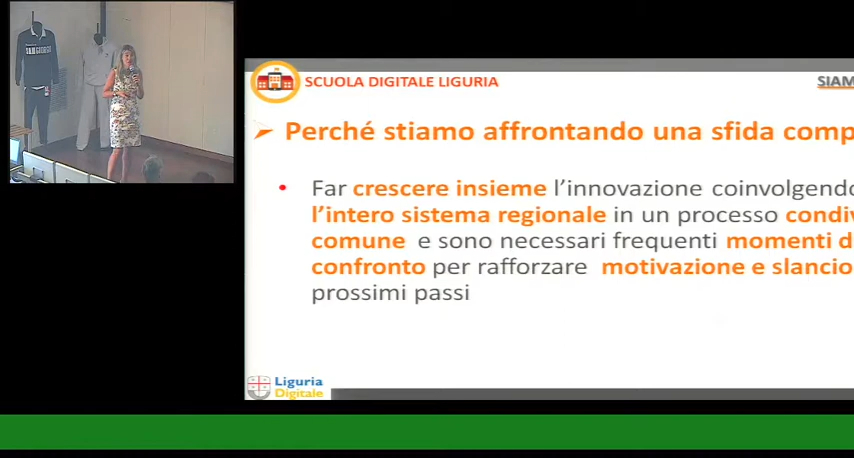 SCUOLA DIGITALE LIGURIA
SIAM
Perché stiamo affrontando una sfida comp
Far crescere insieme l'innovazione coinvolgendo
l'intero sistema regionale in un processo condiv
comune e sono necessari frequenti momenti d
confronto per rafforzare motivazione e slancio
prossimi passi
Liguria
Digitale